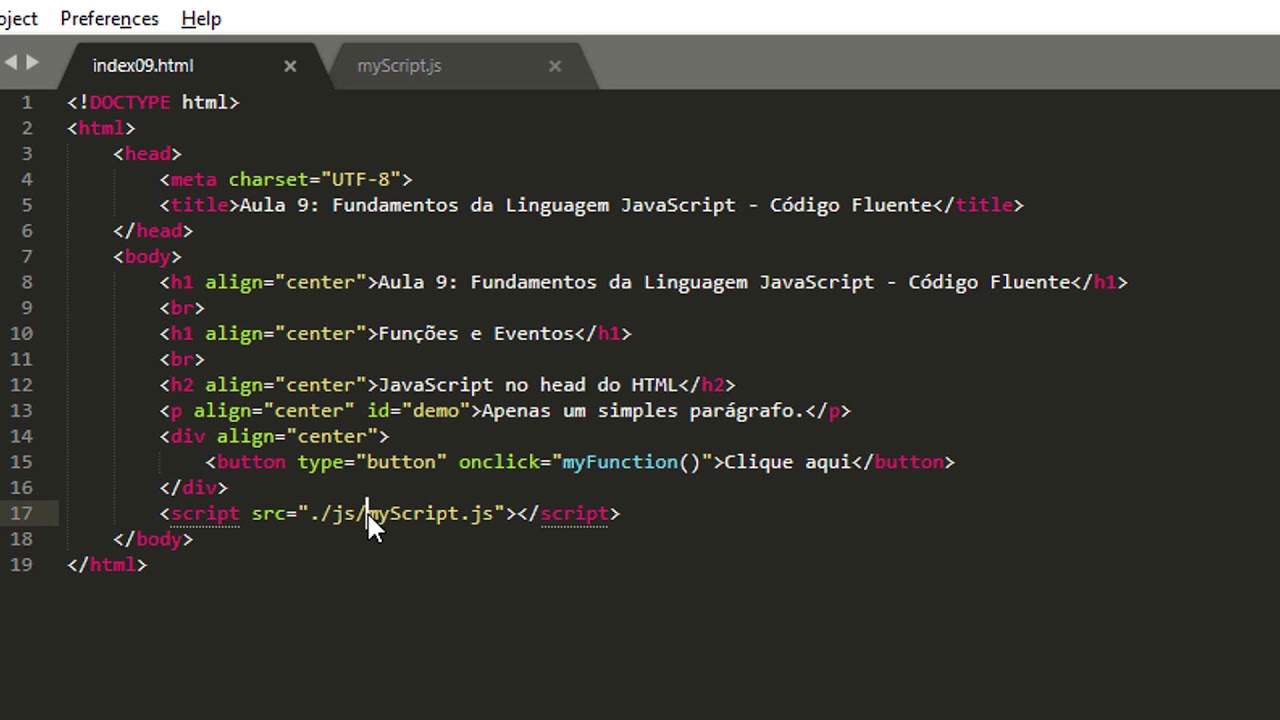 oject Preferences Help
index09.html × myScript.js ×
1 <!DOCTYPE html>
2 <html>
3 <head>
4 <meta charset="UTF-8">
5 <title>Aula 9: Fundamentos da Linguagem JavaScript - Código Fluente</title>
6 </head>
7 <body>
8 <h1 align="center">Aula 9: Fundamentos da Linguagem JavaScript - Código Fluente</h1>
9 <br>
10 <h1 align="center">Funções e Eventos</h1>
11 <br>
12 <h2 align="center">JavaScript no head do HTML</h2>
13 <p align="center" id="demo">Apenas um simples parágrafo.</p>
14 <div align="center">
15 <button type="button" onclick="myFunction()">Clique aqui</button>
16 </div>
17 <script src="./js/myScript.js"></script>
18 </body>
19 </html>